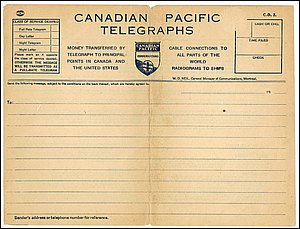 C.D. 1.
CLASS OF SERVICE DESIRED
Full-Rate Telegram
Day Letter
Night Telegram
Night Letter
Patrons should mark an X opposite the class of service desired; OTHERWISE THE MESSAGE WILL BE TRANSMITTED AS A FULL-RATE TELEGRAM
CANADIAN PACIFIC
TELEGRAPHS
MONEY TRANSFERRED BY
TELEGRAPH TO PRINCIPAL
POINTS IN CANADA AND
THE UNITED STATES
CANADIAN
PACIFIC
CABLE CONNECTIONS TO
ALL PARTS OF THE
WORLD
RADIOGRAMS TO SHIPS
W. D. NEIL, General Manager of Communications, Montreal.
CASH OR CHG.
TIME FILED
CHECK
Send the following message, subject to the conditions on the back hereof, which are hereby agreed to
19
To
Sender's address or telephone number for reference.